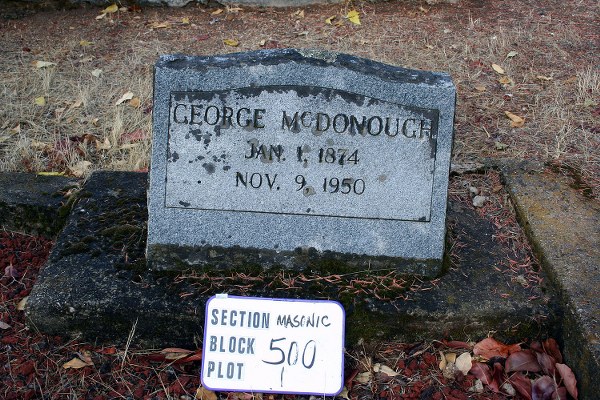 GEORGE McDONOUGH
JAN. 1, 1874
NOV. 9, 1950
SECTION MASONIC
BLOCK 500
PLOT 1